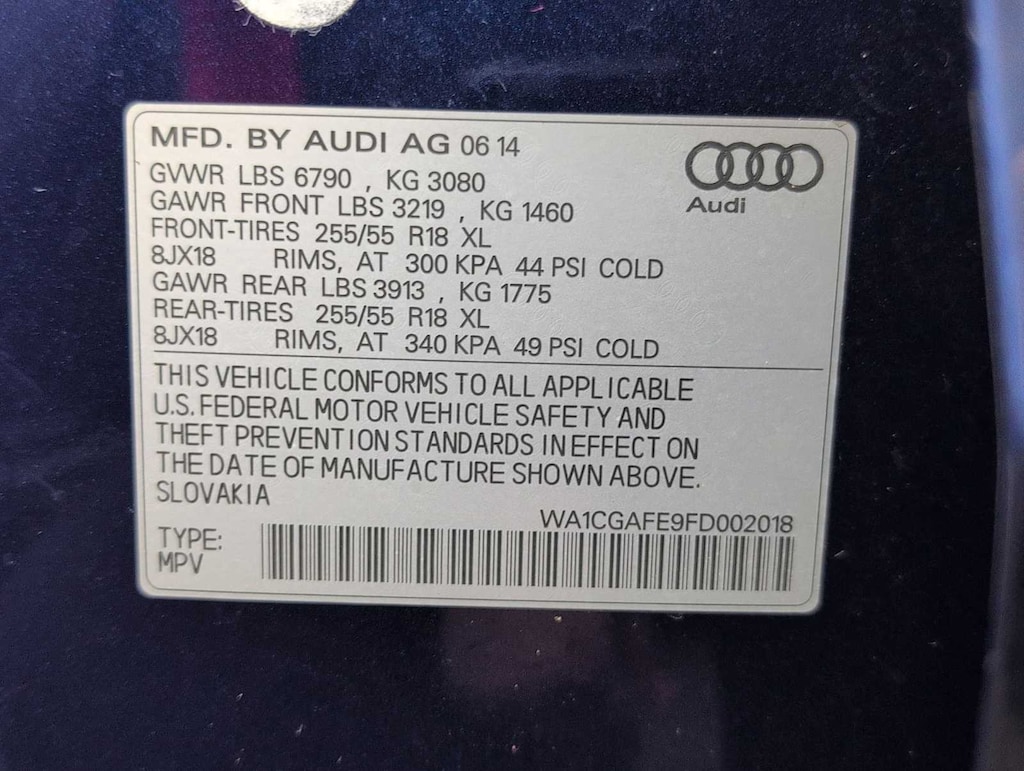 MFD. BY AUDI AG 06 14
GVWR LBS 6790 , KG 3080
GAWR FRONT LBS 3219 , KG 1460
FRONT-TIRES 255/55 R18 XL
8JX18 RIMS, AT 300 KPA 44 PSI COLD
GAWR REAR LBS 3913 , KG 1775
REAR-TIRES 255/55 R18 XL
8JX18 RIMS, AT 340 KPA 49 PSI COLD
Audi
THIS VEHICLE CONFORMS TO ALL APPLICABLE
U.S. FEDERAL MOTOR VEHICLE SAFETY AND
THEFT PREVENTION STANDARDS IN EFFECT ON
THE DATE OF MANUFACTURE SHOWN ABOVE.
SLOVAKIA
WA1CGAFE9FD002018
TYPE:
MPV